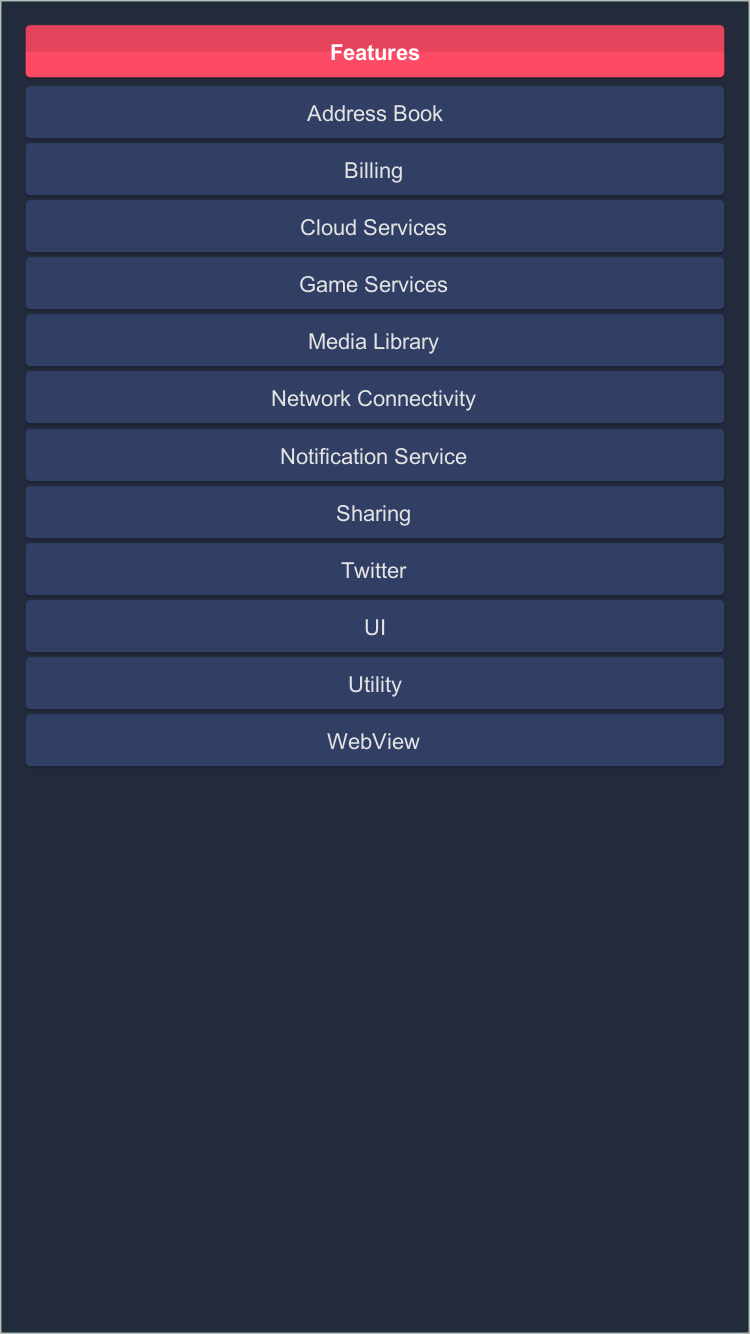 Features
Address Book
Billing
Cloud Services
Game Services
Media Library
Network Connectivity
Notification Service
Sharing
Twitter
UI
Utility
WebView